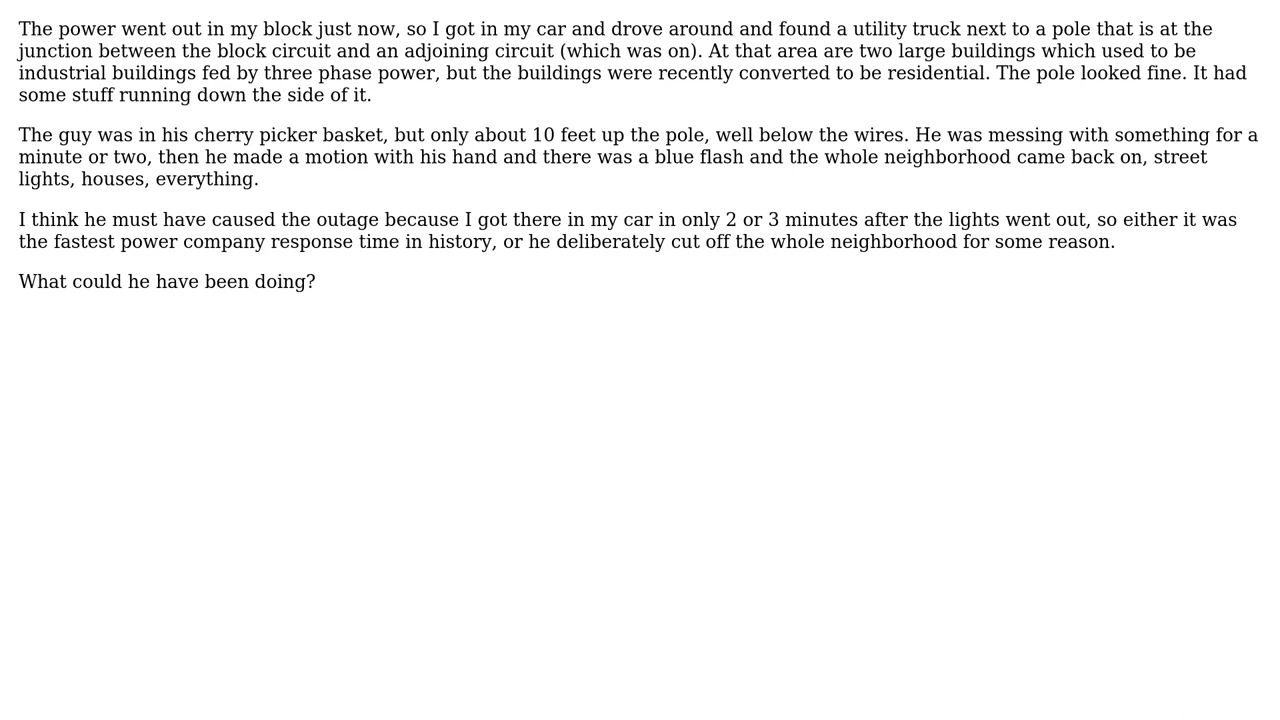 The power went out in my block just now, so I got in my car and drove around and found a utility truck next to a pole that is at the
junction between the block circuit and an adjoining circuit (which was on). At that area are two large buildings which used to be
industrial buildings fed by three phase power, but the buildings were recently converted to be residential. The pole looked fine. It had
some stuff running down the side of it.
The guy was in his cherry picker basket, but only about 10 feet up the pole, well below the wires. He was messing with something for a
minute or two, then he made a motion with his hand and there was a blue flash and the whole neighborhood came back on, street
lights, houses, everything.
I think he must have caused the outage because I got there in my car in only 2 or 3 minutes after the lights went out, so either it was
the fastest power company response time in history, or he deliberately cut off the whole neighborhood for some reason.
What could he have been doing?